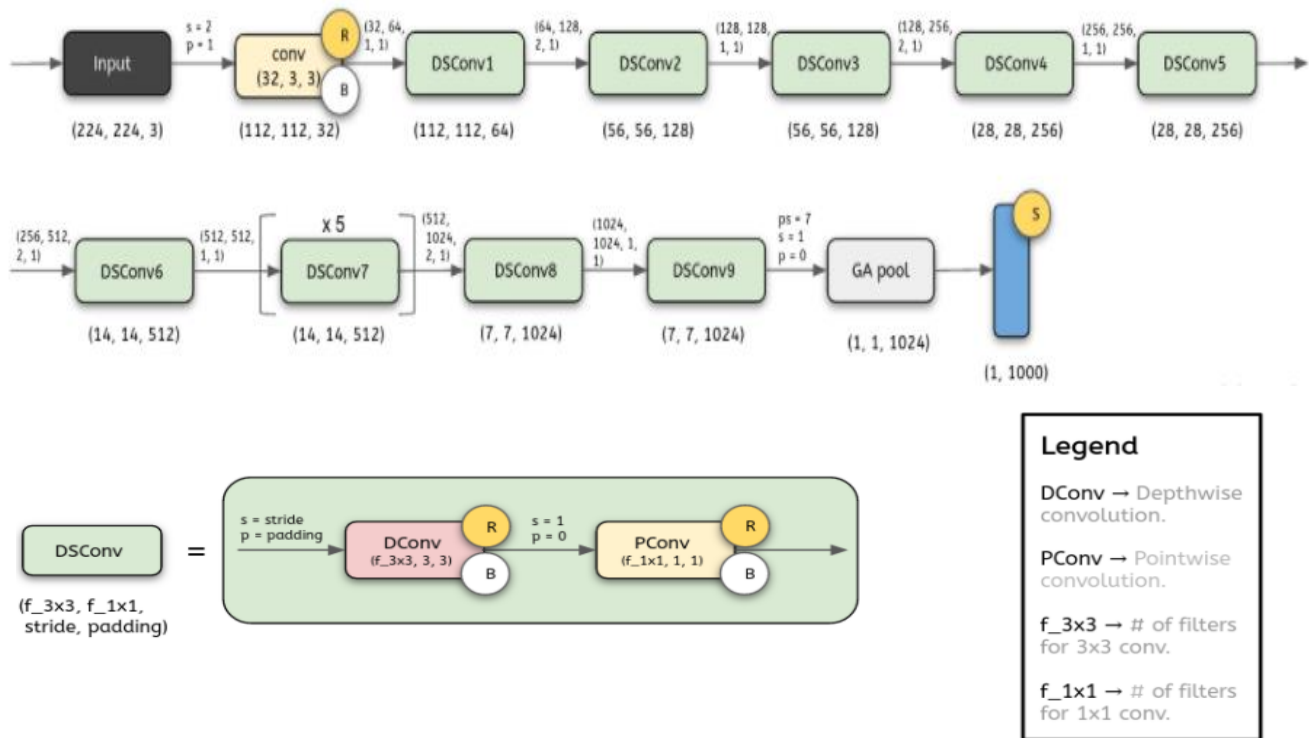 s = 2
p = 1
(32, 64,
1, 1)
(64, 128,
2, 1)
(128, 128,
1, 1)
(128, 256,
2, 1)
(256, 256,
1, 1)
Input
conv
(32, 3, 3)
R
B
DSConv1
DSConv2
DSConv3
DSConv4
DSConv5
(224, 224, 3)
(112, 112, 32)
(112, 112, 64)
(56, 56, 128)
(56, 56, 128)
(28, 28, 256)
(28, 28, 256)
(256, 512,
2, 1)
(512, 512,
1, 1)
x 5
(512,
1024,
2, 1)
(1024,
1024, 1,
1)
ps = 7
s = 1
p = 0
S
DSConv6
DSConv7
DSConv8
DSConv9
GA pool
(14, 14, 512)
(14, 14, 512)
(7, 7, 1024)
(7, 7, 1024)
(1, 1, 1024)
(1, 1000)
DSConv
=
(f_3x3, f_1x1,
stride, padding)
s = stride
p = padding
DConv
(f_3x3, 3, 3)
R
B
s = 1
p = 0
PConv
(f_1x1, 1, 1)
R
B
Legend
DConv → Depthwise
convolution.
PConv → Pointwise
convolution.
f_3x3 → # of filters
for 3x3 conv.
f_1x1 → # of filters
for 1x1 conv.